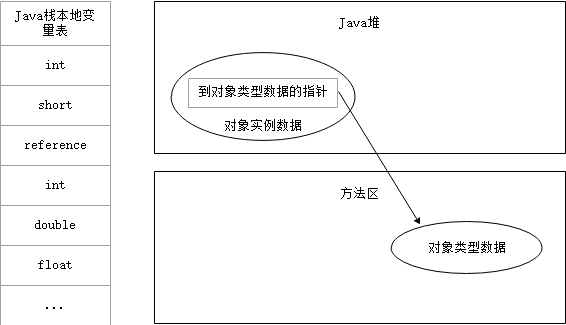 Java栈本地变
量表
int
short
reference
int
double
float
...
Java堆
到对象类型数据的指针
对象实例数据
方法区
对象类型数据